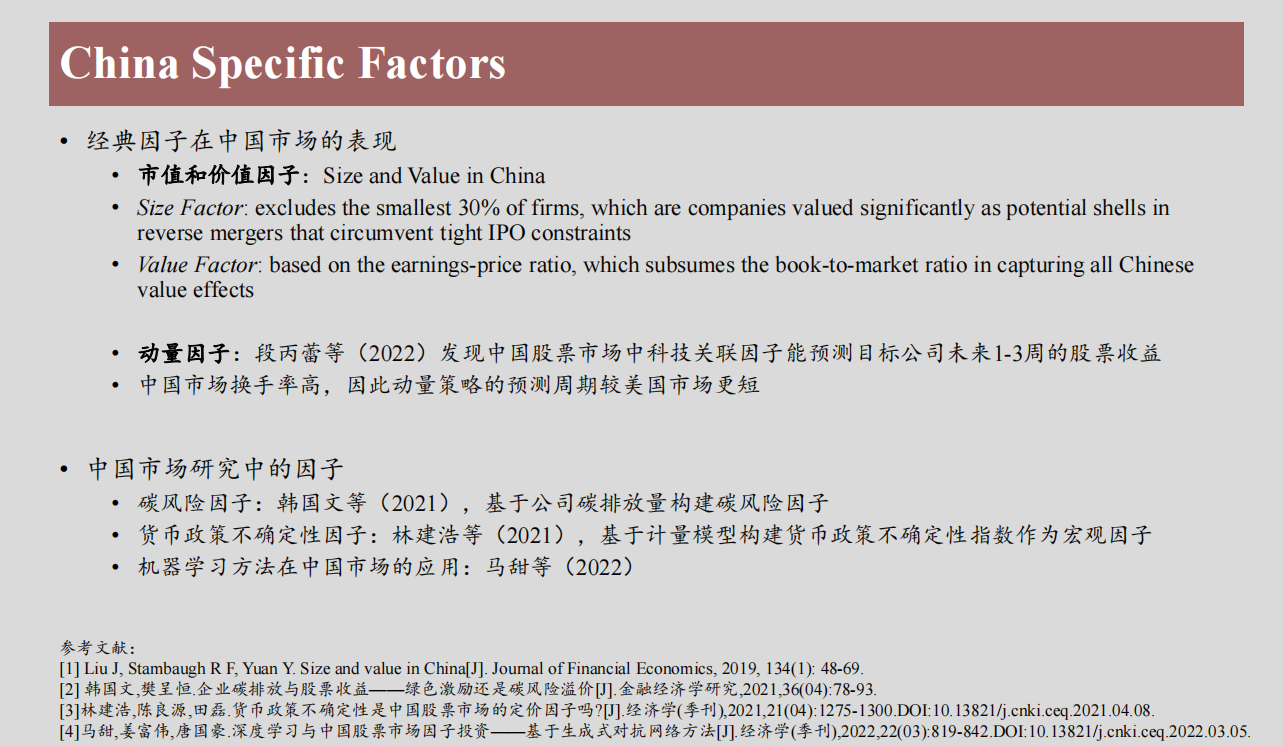 China Specific Factors
• 经典因子在中国市场的表现
• 市值和价值因子：Size and Value in China
• Size Factor: excludes the smallest 30% of firms, which are companies valued significantly as potential shells in
reverse mergers that circumvent tight IPO constraints
• Value Factor: based on the earnings-price ratio, which subsumes the book-to-market ratio in capturing all Chinese
value effects
• 动量因子：段丙蕾等（2022）发现中国股票市场中科技关联因子能预测目标公司未来1-3周的股票收益
• 中国市场换手率高，因此动量策略的预测周期较美国市场更短
• 中国市场研究中的因子
• 碳风险因子：韩国文等（2021），基于公司碳排放量构建碳风险因子
• 货币政策不确定性因子：林建浩等（2021），基于计量模型构建货币政策不确定性指数作为宏观因子
• 机器学习方法在中国市场的应用：马甜等（2022）
参考文献：
[1] Liu J, Stambaugh R F, Yuan Y. Size and value in China[J]. Journal of Financial Economics, 2019, 134(1): 48-69.
[2] 韩国文,樊呈恒.企业碳排放与股票收益——绿色激励还是碳风险溢价[J].金融经济学研究,2021,36(04):78-93.
[3]林建浩,陈良源,田磊.货币政策不确定性是中国股票市场的定价因子吗?[J].经济学(季刊),2021,21(04):1275-1300.DOI:10.13821/j.cnki.ceq.2021.04.08.
[4]马甜,姜富伟,唐国豪.深度学习与中国股票市场因子投资——基于生成式对抗网络方法[J].经济学(季刊),2022,22(03):819-842.DOI:10.13821/j.cnki.ceq.2022.03.05.